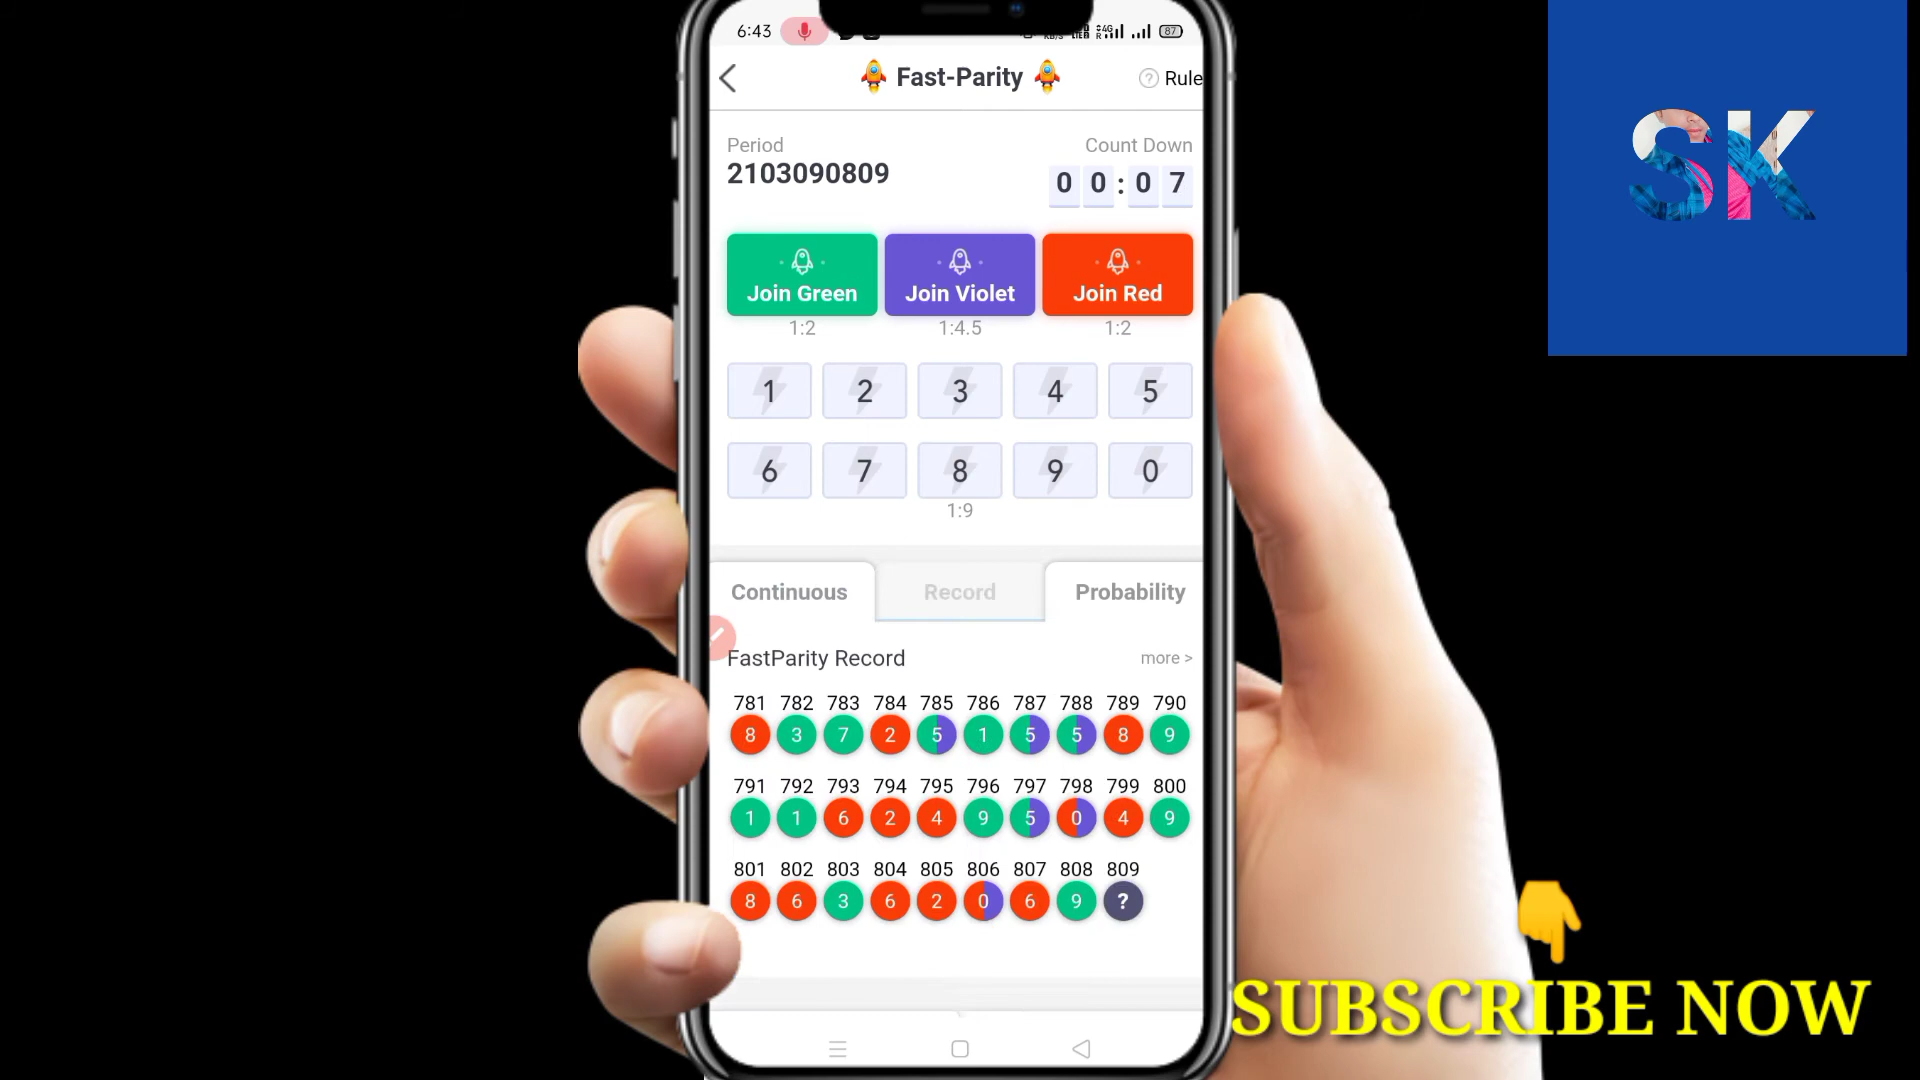 6:43 4G R 87
Fast-Parity ? Rule
Period Count Down
2103090809 00:07
Join Green Join Violet Join Red
1:2 1:4.5 1:2
1 2 3 4 5
6 7 8 9 0
1:9
Continuous Record Probability
FastParity Record more >
781 782 783 784 785 786 787 788 789 790
8 3 7 2 5 1 5 5 8 9
791 792 793 794 795 796 797 798 799 800
1 1 6 2 4 9 5 0 4 9
801 802 803 804 805 806 807 808 809
8 6 3 6 2 0 6 9 ?
SK
SUBSCRIBE NOW